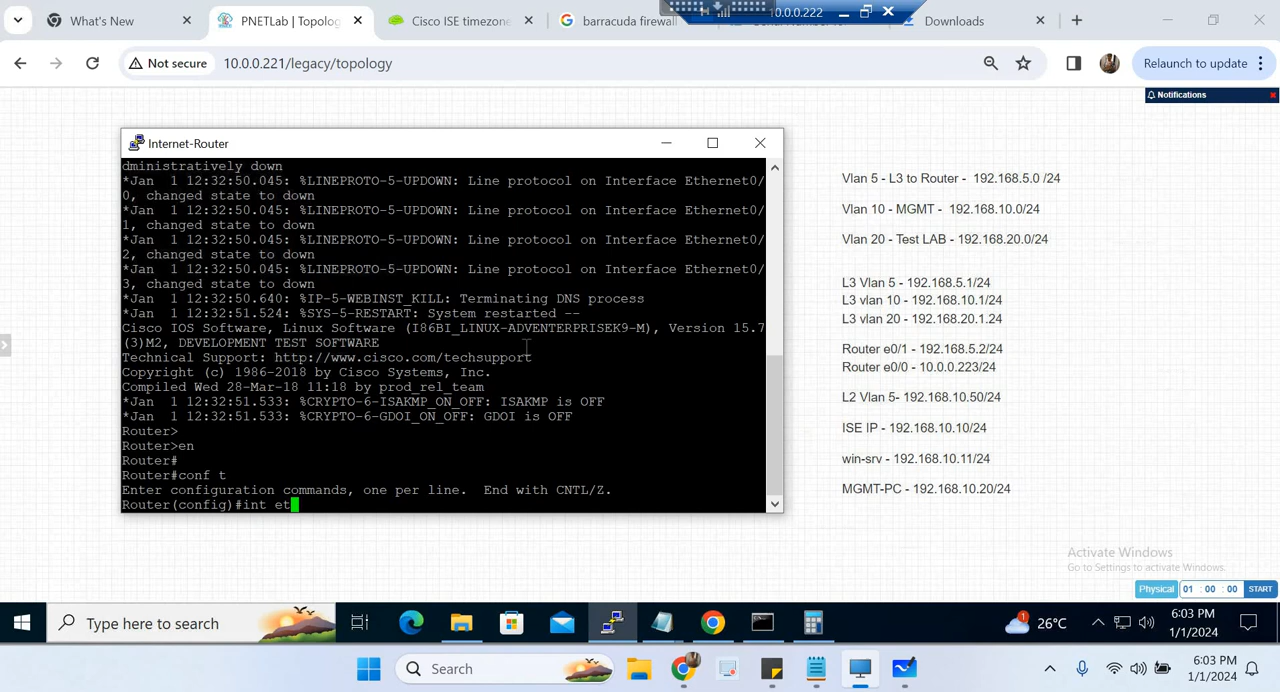 What's New
PNETLab | Topolog
Cisco ISE timezone
barracuda firewall
10.0.0.222
Downloads
Not secure
10.0.0.221/legacy/topology
Relaunch to update
Notifications
Internet-Router
dministratively down
*Jan  1 12:32:50.045: %LINEPROTO-5-UPDOWN: Line protocol on Interface Ethernet0/
0, changed state to down
*Jan  1 12:32:50.045: %LINEPROTO-5-UPDOWN: Line protocol on Interface Ethernet0/
1, changed state to down
*Jan  1 12:32:50.045: %LINEPROTO-5-UPDOWN: Line protocol on Interface Ethernet0/
2, changed state to down
*Jan  1 12:32:50.045: %LINEPROTO-5-UPDOWN: Line protocol on Interface Ethernet0/
3, changed state to down
*Jan  1 12:32:50.640: %IP-5-WEBINST_KILL: Terminating DNS process
*Jan  1 12:32:51.524: %SYS-5-RESTART: System restarted --
Cisco IOS Software, Linux Software (I86BI_LINUX-ADVENTERPRISEK9-M), Version 15.7
(3)M2, DEVELOPMENT TEST SOFTWARE
Technical Support: http://www.cisco.com/techsupport
Copyright (c) 1986-2018 by Cisco Systems, Inc.
Compiled Wed 28-Mar-18 11:18 by prod_rel_team
*Jan  1 12:32:51.533: %CRYPTO-6-ISAKMP_ON_OFF: ISAKMP is OFF
*Jan  1 12:32:51.533: %CRYPTO-6-GDOI_ON_OFF: GDOI is OFF
Router>
Router>en
Router#
Router#conf t
Enter configuration commands, one per line.  End with CNTL/Z.
Router(config)#int et
Vlan 5 - L3 to Router -  192.168.5.0 /24
Vlan 10 - MGMT -  192.168.10.0/24
Vlan 20 - Test LAB - 192.168.20.0/24
L3 Vlan 5 - 192.168.5.1/24
L3 vlan 10 - 192.168.10.1/24
L3 vlan 20 - 192.168.20.1.24
Router e0/1 - 192.168.5.2/24
Router e0/0 - 10.0.0.223/24
L2 Vlan 5- 192.168.10.50/24
ISE IP - 192.168.10.10/24
win-srv - 192.168.10.11/24
MGMT-PC - 192.168.10.20/24
Activate Windows
Go to Settings to activate Windows.
Physical
01 : 00 : 00
START
Type here to search
1
26°C
6:03 PM
1/1/2024
Search
6:03 PM
1/1/2024